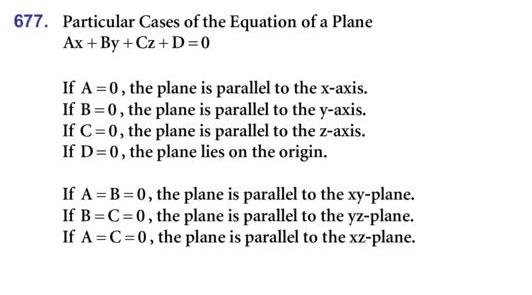 677. Particular Cases of the Equation of a Plane
Ax + By + Cz + D = 0
If A = 0, the plane is parallel to the x-axis.
If B = 0, the plane is parallel to the y-axis.
If C = 0, the plane is parallel to the z-axis.
If D = 0, the plane lies on the origin.
If A = B = 0, the plane is parallel to the xy-plane.
If B = C = 0, the plane is parallel to the yz-plane.
If A = C = 0, the plane is parallel to the xz-plane.